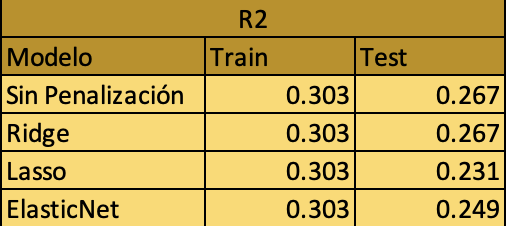 R2
Modelo Train Test
Sin Penalización 0.303 0.267
Ridge 0.303 0.267
Lasso 0.303 0.231
ElasticNet 0.303 0.249